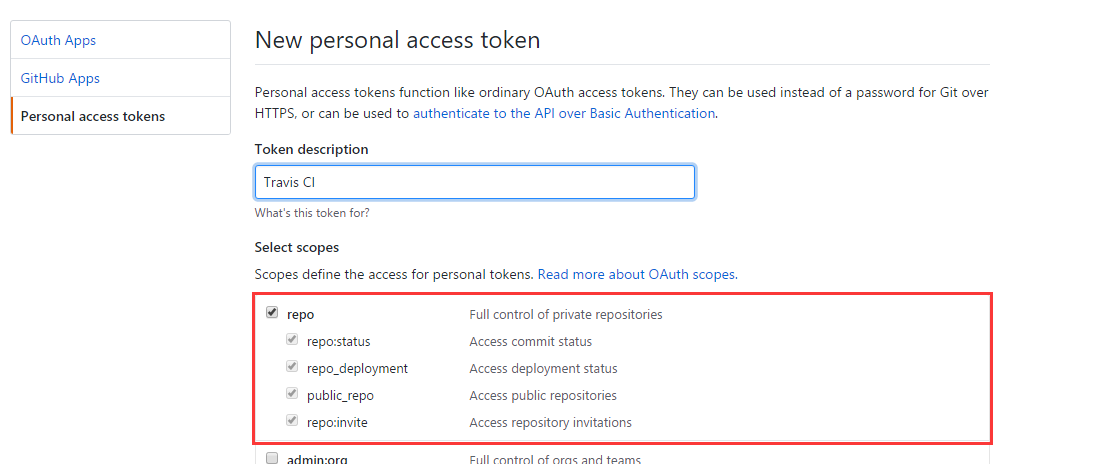 OAuth Apps
GitHub Apps
Personal access tokens
New personal access token
Personal access tokens function like ordinary OAuth access tokens. They can be used instead of a password for Git over
HTTPS, or can be used to authenticate to the API over Basic Authentication.
Token description
Travis CI
What's this token for?
Select scopes
Scopes define the access for personal tokens. Read more about OAuth scopes.
repo Full control of private repositories
repo:status Access commit status
repo_deployment Access deployment status
public_repo Access public repositories
repo:invite Access repository invitations
admin:org Full control of orgs and teams